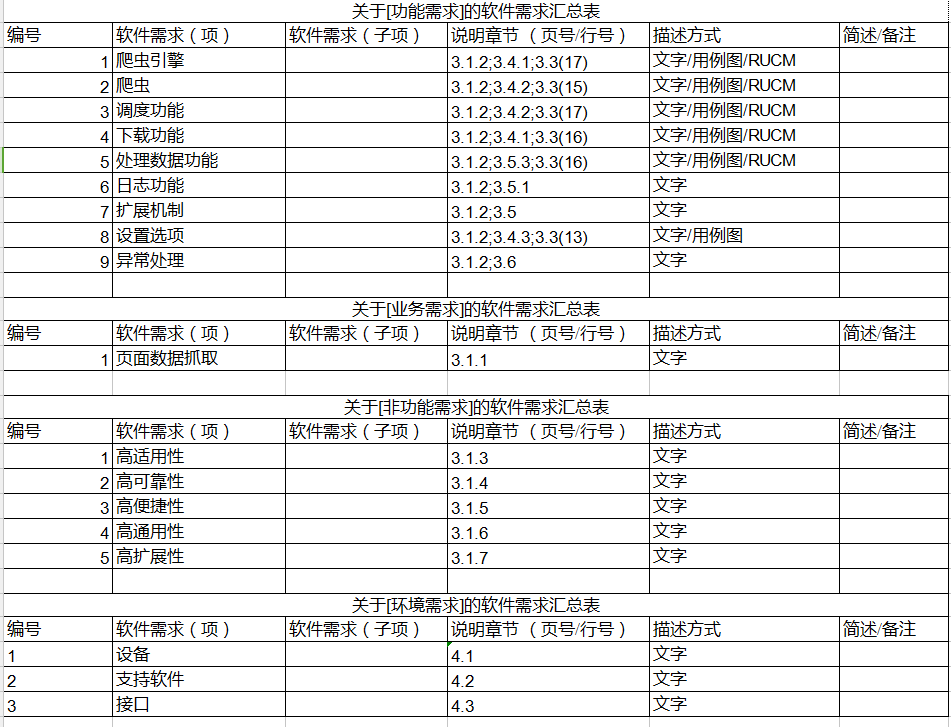 关于[功能需求]的软件需求汇总表
编号 软件需求（项） 软件需求（子项） 说明章节 （页号/行号） 描述方式 简述/备注
1 爬虫引擎 3.1.2;3.4.1;3.3(17) 文字/用例图/RUCM
2 爬虫 3.1.2;3.4.2;3.3(15) 文字/用例图/RUCM
3 调度功能 3.1.2;3.4.2;3.3(17) 文字/用例图/RUCM
4 下载功能 3.1.2;3.4.1;3.3(16) 文字/用例图/RUCM
5 处理数据功能 3.1.2;3.5.3;3.3(16) 文字/用例图/RUCM
6 日志功能 3.1.2;3.5.1 文字
7 扩展机制 3.1.2;3.5 文字
8 设置选项 3.1.2;3.4.3;3.3(13) 文字/用例图
9 异常处理 3.1.2;3.6 文字
关于[业务需求]的软件需求汇总表
编号 软件需求（项） 软件需求（子项） 说明章节 （页号/行号） 描述方式 简述/备注
1 页面数据抓取 3.1.1 文字
关于[非功能需求]的软件需求汇总表
编号 软件需求（项） 软件需求（子项） 说明章节 （页号/行号） 描述方式 简述/备注
1 高适用性 3.1.3 文字
2 高可靠性 3.1.4 文字
3 高便捷性 3.1.5 文字
4 高通用性 3.1.6 文字
5 高扩展性 3.1.7 文字
关于[环境需求]的软件需求汇总表
编号 软件需求（项） 软件需求（子项） 说明章节 （页号/行号） 描述方式 简述/备注
1 设备 4.1 文字
2 支持软件 4.2 文字
3 接口 4.3 文字